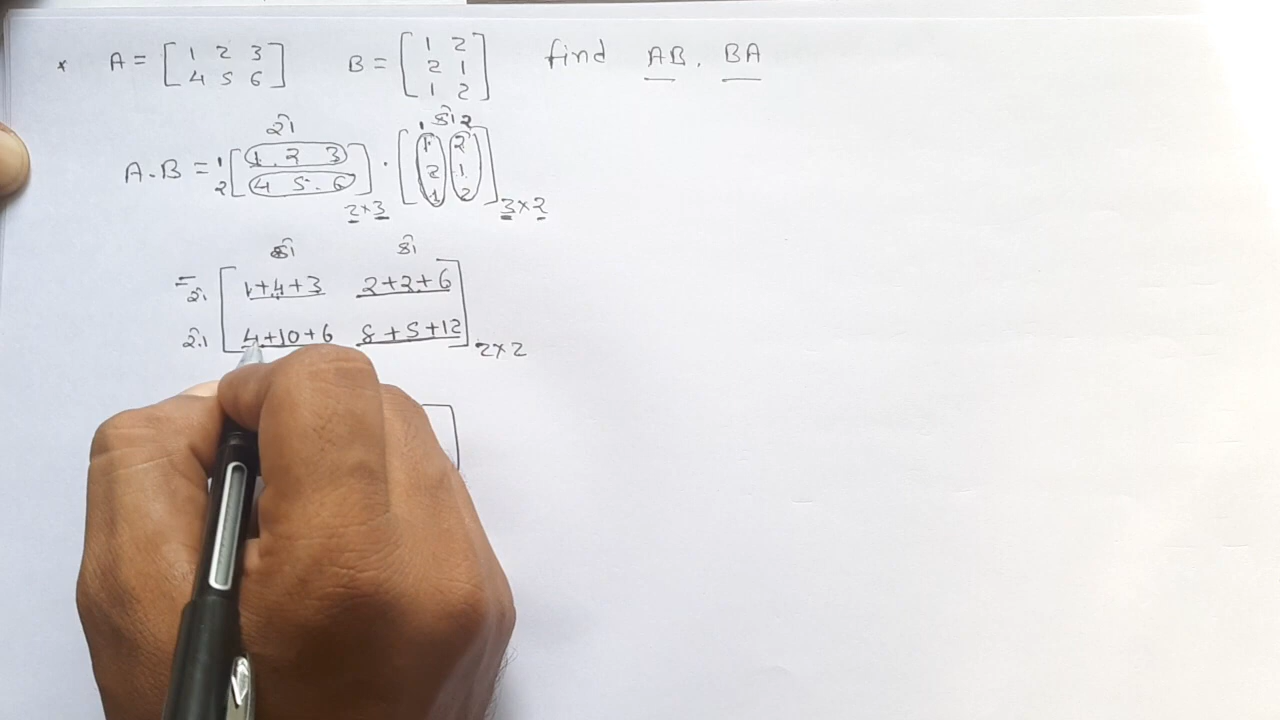 * A = [ 1 2 3 B = [ 1 2 find AB, BA
4 5 6 ] 2 1
1 2 ]
A.B = 1 [ 1 2 3 ] . [ 1 2
2 4 5 6 ] 2×3 2 1
1 2 ] 3×2
= [ 1+4+3 2+2+6
4+10+6 8+5+12 ] 2×2